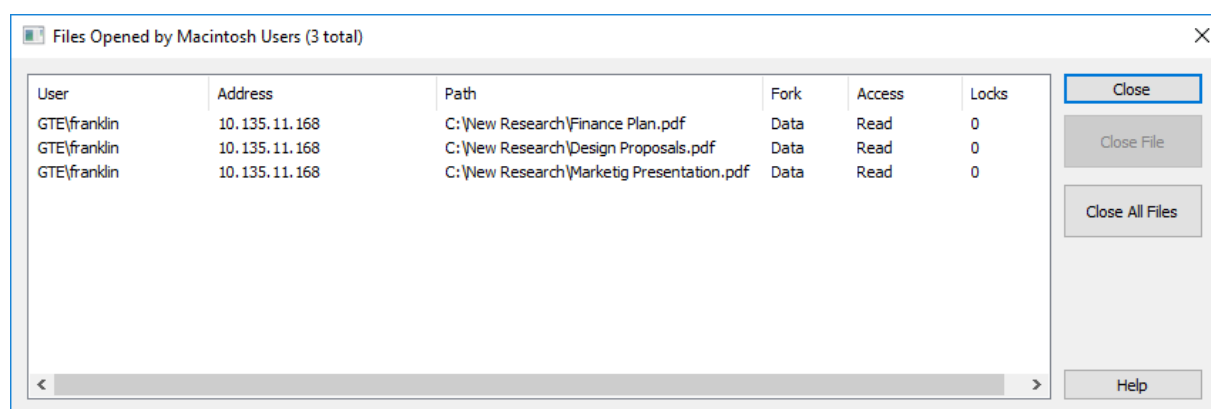 Files Opened by Macintosh Users (3 total)
User Address Path Fork Access Locks
GTE\franklin 10.135.11.168 C:\New Research\Finance Plan.pdf Data Read 0
GTE\franklin 10.135.11.168 C:\New Research\Design Proposals.pdf Data Read 0
GTE\franklin 10.135.11.168 C:\New Research\Marketig Presentation.pdf Data Read 0
Close
Close File
Close All Files
Help